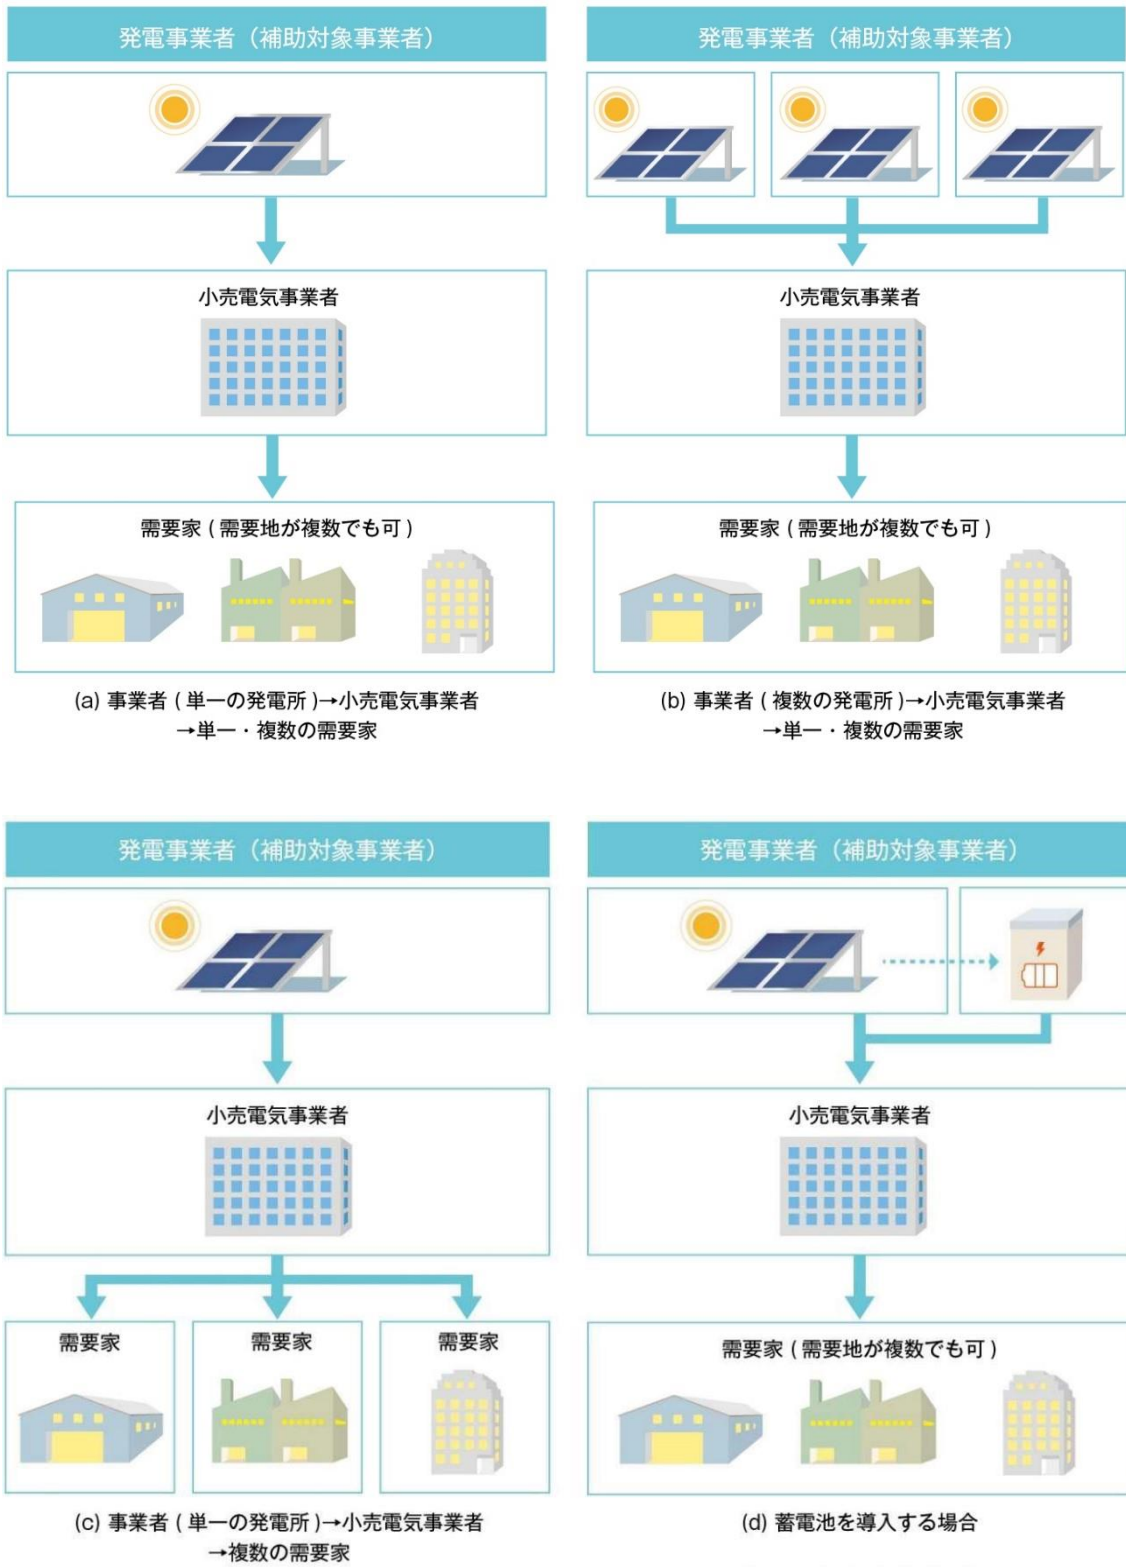 発電事業者（補助対象事業者）
小売電気事業者
需要家 ( 需要地が複数でも可 )
(a) 事業者 ( 単一の発電所 )→小売電気事業者
→単一・複数の需要家
発電事業者（補助対象事業者）
小売電気事業者
需要家 ( 需要地が複数でも可 )
(b) 事業者 ( 複数の発電所 )→小売電気事業者
→単一・複数の需要家
発電事業者（補助対象事業者）
小売電気事業者
需要家
需要家
需要家
(c) 事業者 ( 単一の発電所 )→小売電気事業者
→複数の需要家
発電事業者（補助対象事業者）
小売電気事業者
需要家 ( 需要地が複数でも可 )
(d) 蓄電池を導入する場合